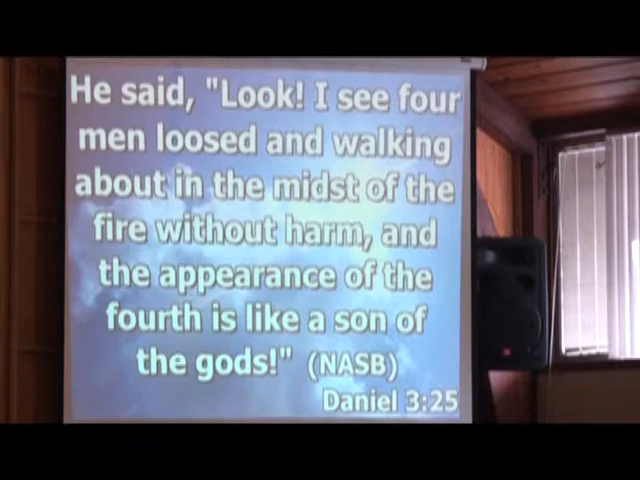 He said, "Look! I see four
men loosed and walking
about in the midst of the
fire without harm, and
the appearance of the
fourth is like a son of
the gods!" (NASB)
Daniel 3:25